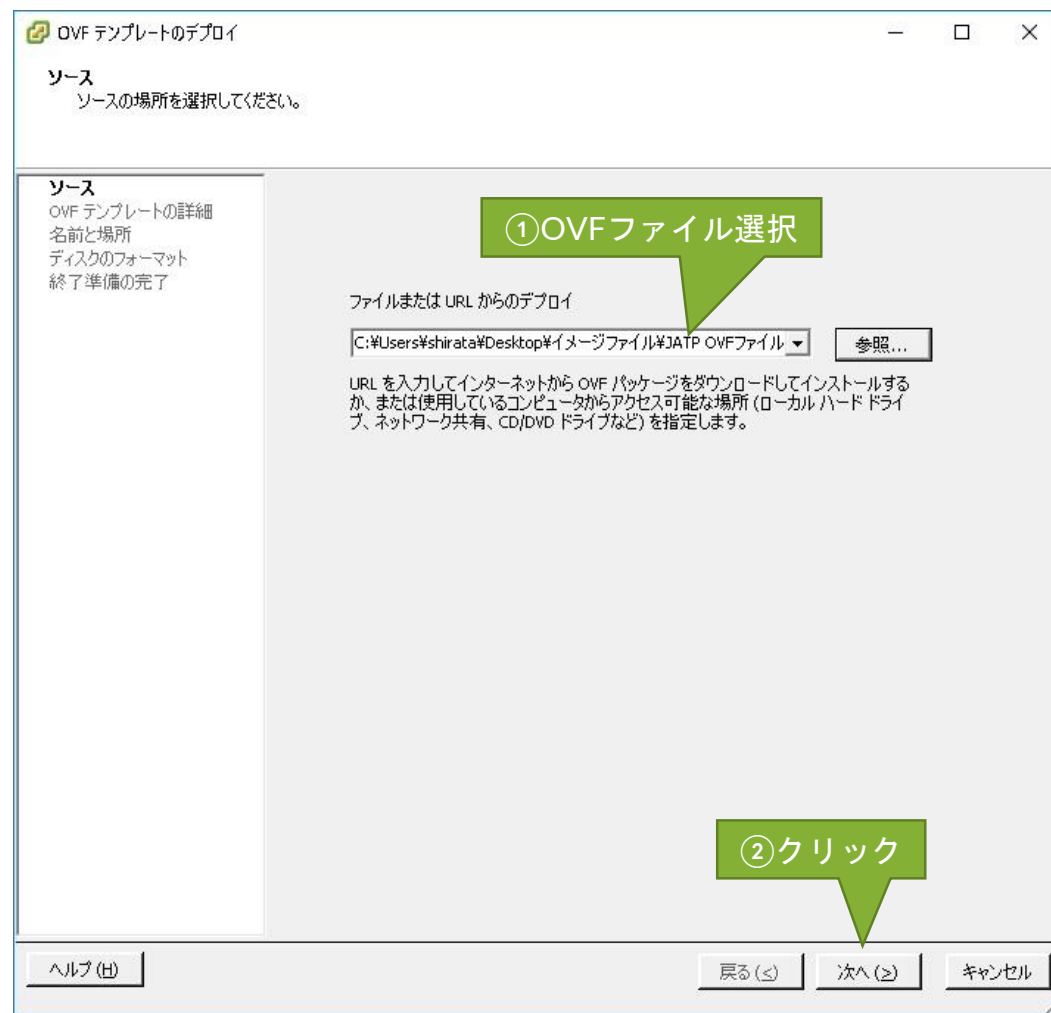 OVF テンプレートのデプロイ
ソース
ソースの場所を選択してください。
ソース
OVF テンプレートの詳細
名前と場所
ディスクのフォーマット
終了準備の完了
①OVFファイル選択
ファイルまたは URL からのデプロイ
C:¥Users¥shirata¥Desktop¥イメージファイル¥JATP OVFファイル
参照...
URL を入力してインターネットから OVF パッケージをダウンロードしてインストールする
か、または使用しているコンピュータからアクセス可能な場所 (ローカル ハード ドライ
ブ、ネットワーク共有、CD/DVD ドライブなど) を指定します。
②クリック
ヘルプ (H)
戻る (≤)
次へ (≥)
キャンセル